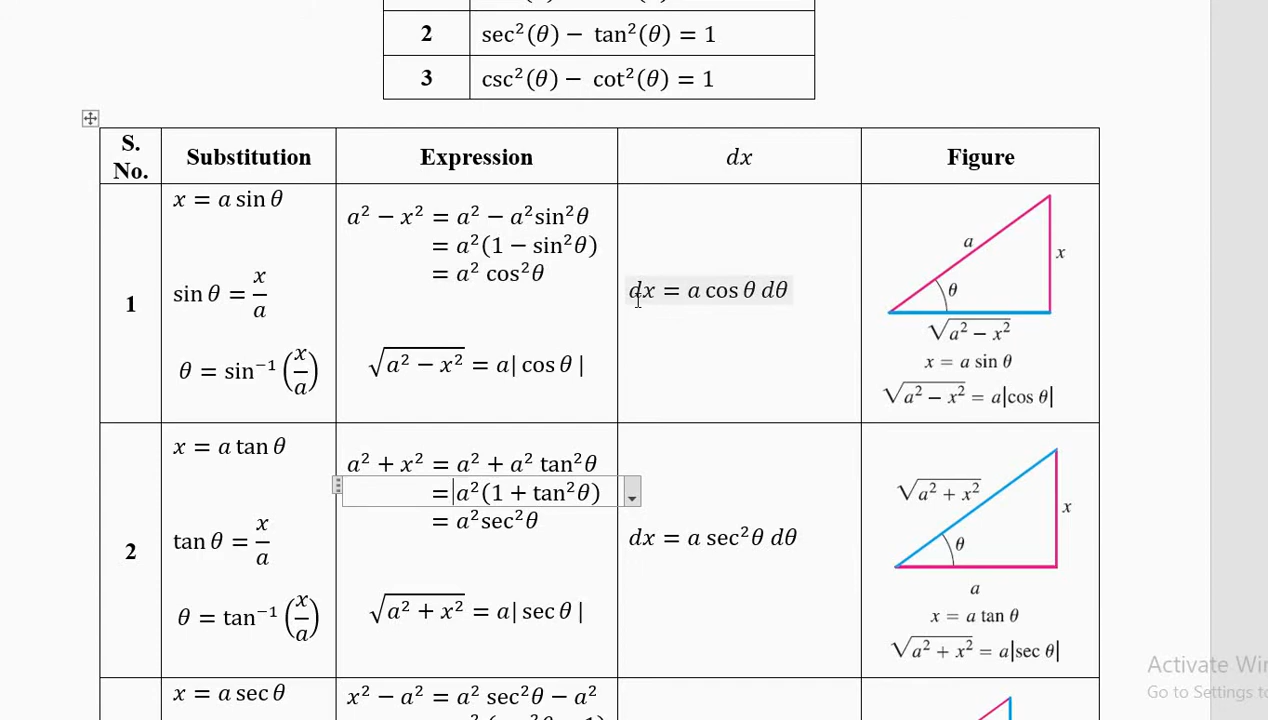 2 sec²(θ) − tan²(θ) = 1
3 csc²(θ) − cot²(θ) = 1
S. No. Substitution Expression dx Figure
1
x = a sin θ
sin θ = x/a
θ = sin⁻¹(x/a)
a² − x² = a² − a²sin²θ
= a²(1 − sin²θ)
= a² cos²θ
√(a² − x²) = a| cos θ |
dx = a cos θ dθ
a
x
θ
√(a² − x²)
x = a sin θ
√(a² − x²) = a|cos θ|
2
x = a tan θ
tan θ = x/a
θ = tan⁻¹(x/a)
a² + x² = a² + a² tan²θ
= a²(1 + tan²θ)
= a²sec²θ
√(a² + x²) = a| sec θ |
dx = a sec²θ dθ
√(a² + x²)
x
θ
a
x = a tan θ
√(a² + x²) = a|sec θ|
x = a sec θ
x² − a² = a² sec²θ − a²
Activate Wi
Go to Settings to